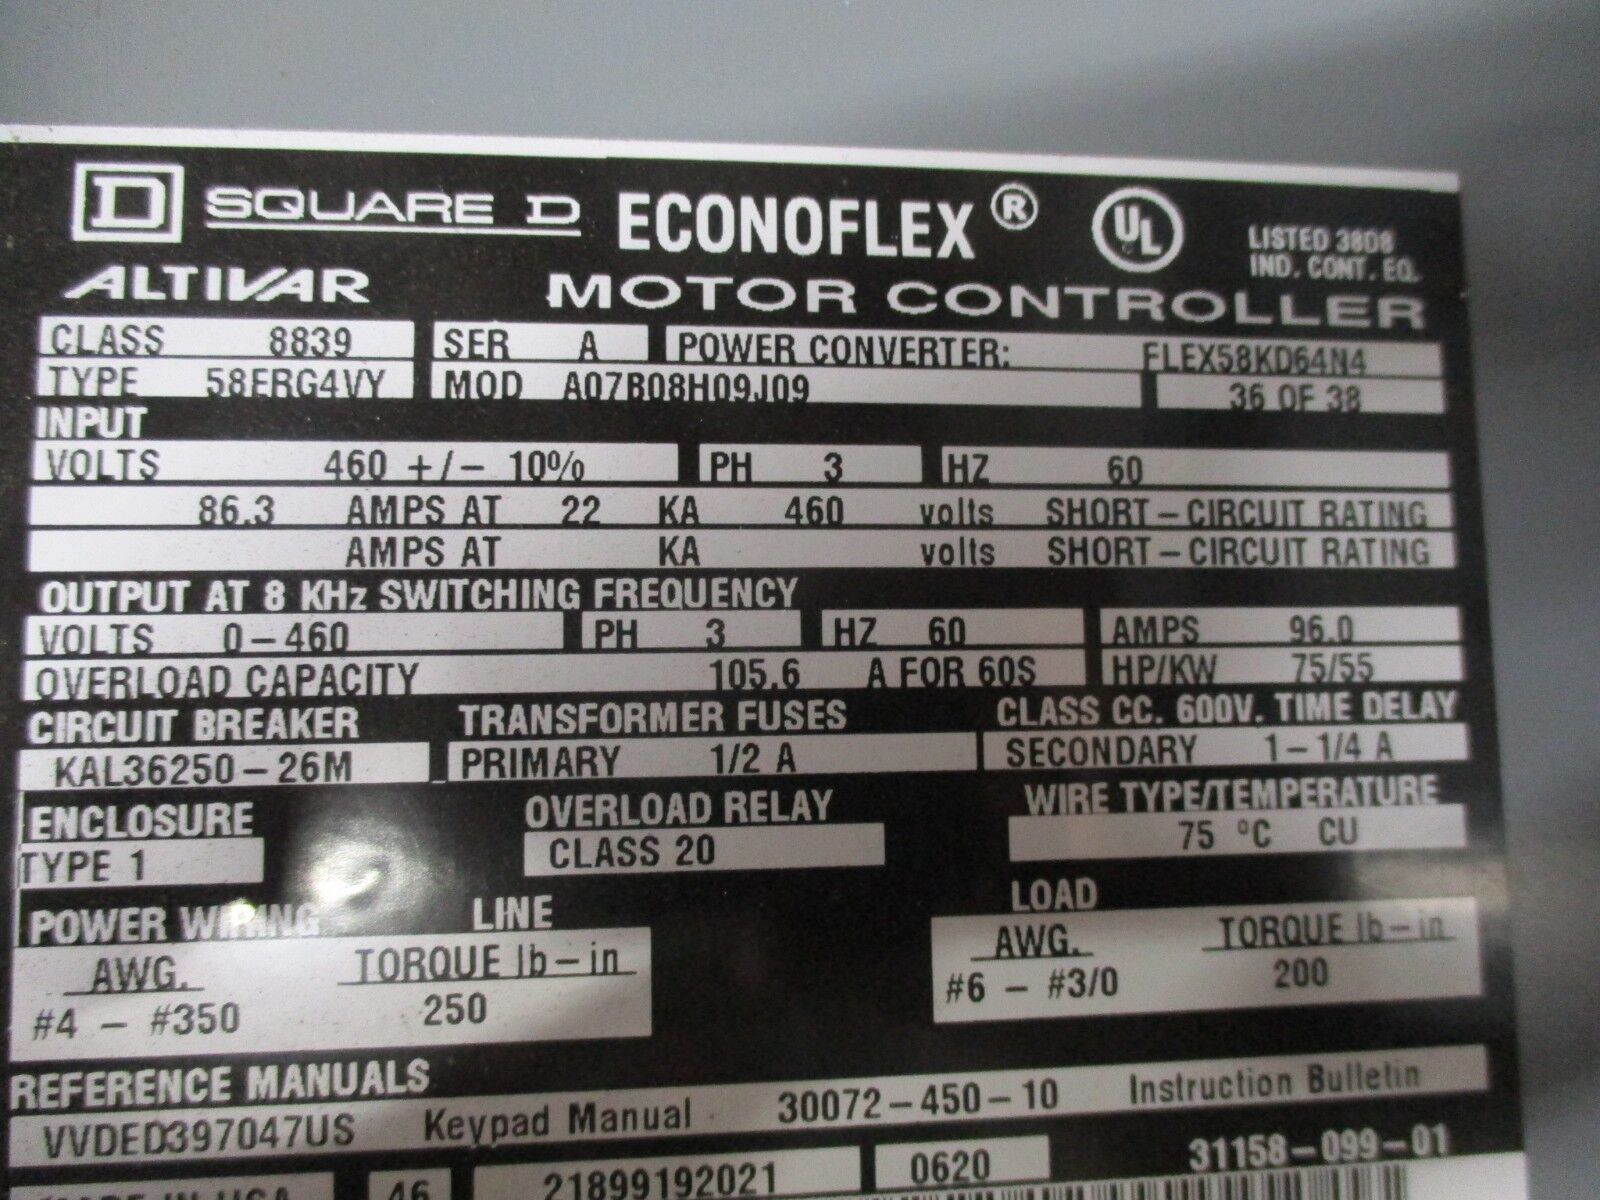 D SQUARE D ECONOFLEX ® UL LISTED 38D8
IND. CONT. EQ.
ALTIVAR MOTOR CONTROLLER
CLASS 8839 SER A POWER CONVERTER: FLEX58KD64N4
TYPE 58FRG4VY MOD A07B08H09J09 36 OF 38
INPUT
VOLTS 460 +/- 10% PH 3 HZ 60
86.3 AMPS AT 22 KA 460 volts SHORT-CIRCUIT RATING
AMPS AT KA volts SHORT-CIRCUIT RATING
OUTPUT AT 8 KHz SWITCHING FREQUENCY
VOLTS 0-460 PH 3 HZ 60 AMPS 96.0
OVERLOAD CAPACITY 105.6 A FOR 60S HP/KW 75/55
CIRCUIT BREAKER TRANSFORMER FUSES CLASS CC. 600V. TIME DELAY
KAL36250-26M PRIMARY 1/2 A SECONDARY 1-1/4 A
ENCLOSURE OVERLOAD RELAY WIRE TYPE/TEMPERATURE
TYPE 1 CLASS 20 75 °C CU
POWER WIRING LINE LOAD
AWG. TORQUE lb-in AWG. TORQUE lb-in
#4 - #350 250 #6 - #3/0 200
REFERENCE MANUALS
VVDED397047US Keypad Manual 30072-450-10 Instruction Bulletin
MADE IN USA 46 21899192021 0620 31158-099-01